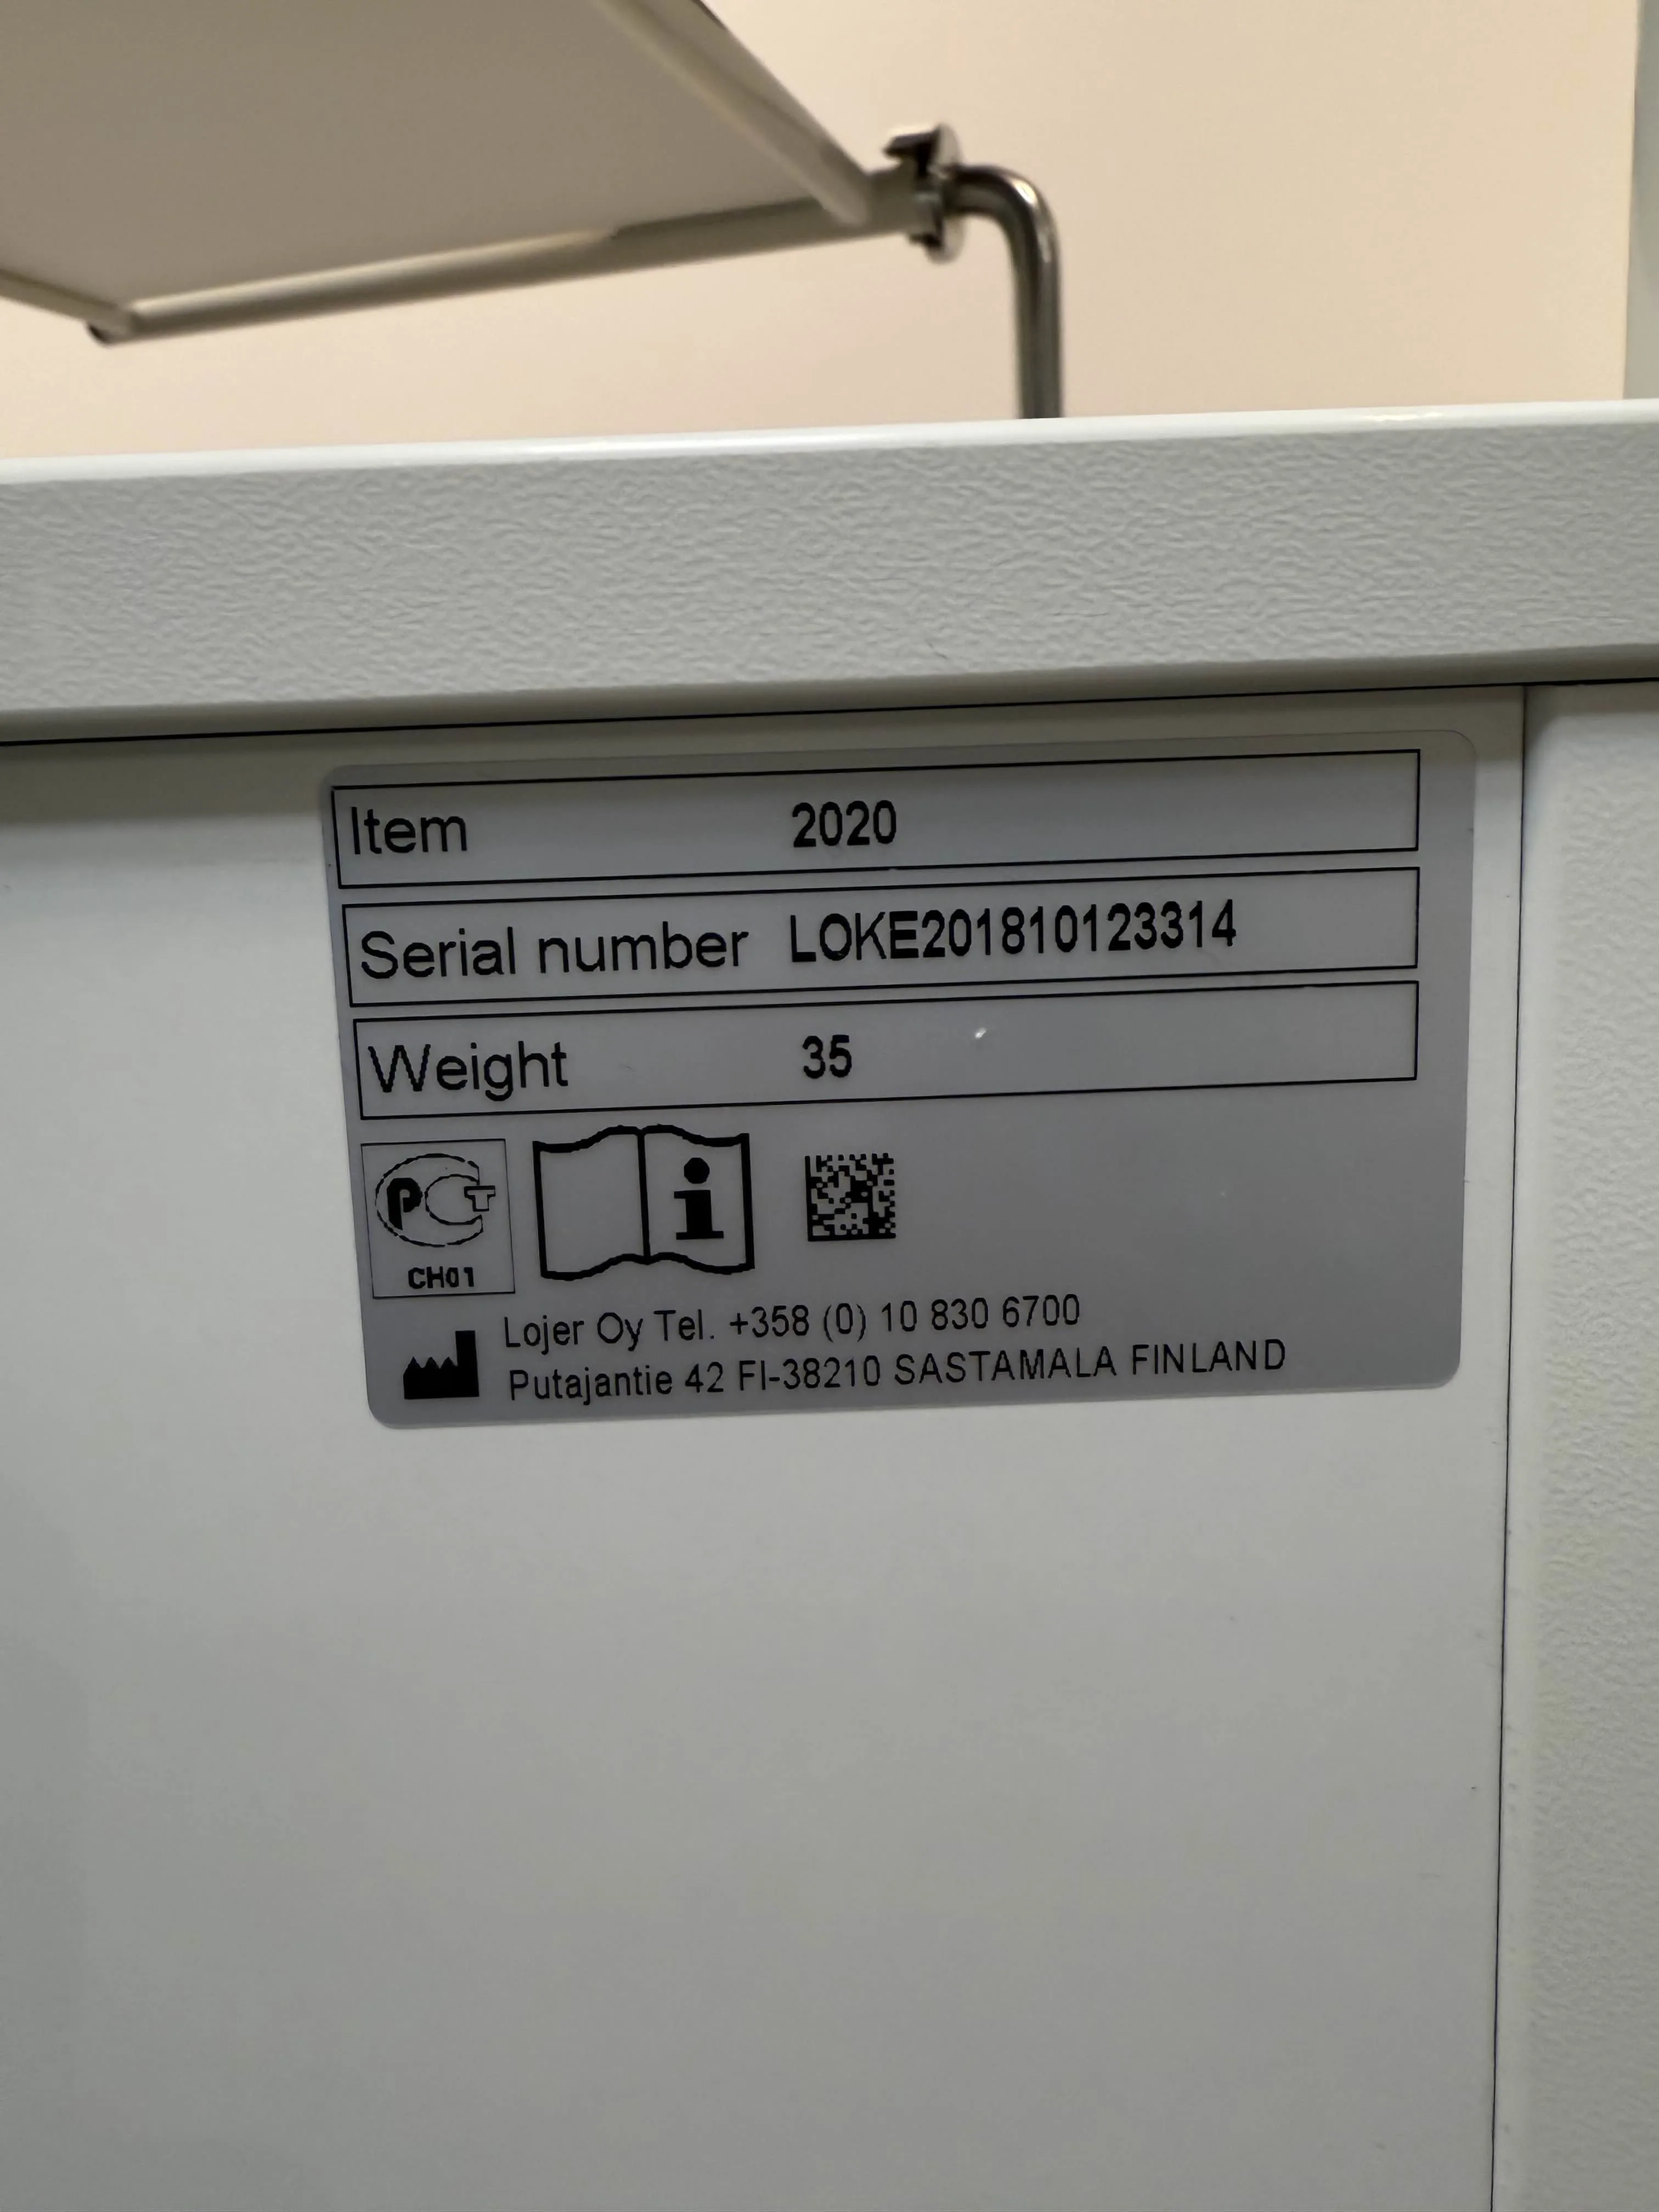 Item 2020
Serial number LOKE201810123314
Weight 35
PCT
CH01
i
Lojer Oy Tel. +358 (0) 10 830 6700
Putajantie 42 FI-38210 SASTAMALA FINLAND